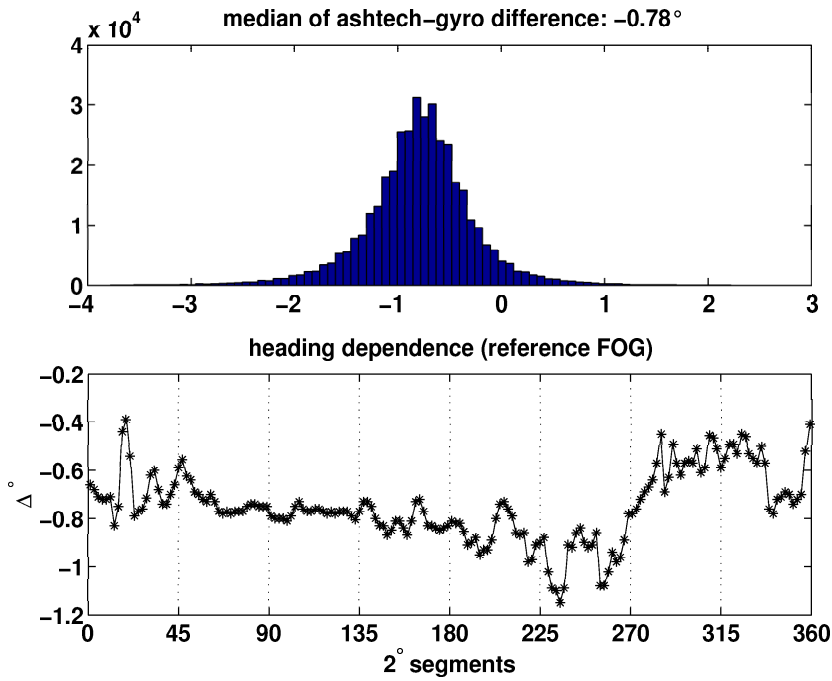 median of ashtech−gyro difference: −0.78°
x 10⁴
4
3
2
1
0
−4 −3 −2 −1 0 1 2 3
heading dependence (reference FOG)
−0.2
−0.4
−0.6
−0.8
−1
−1.2
Δ °
0 45 90 135 180 225 270 315 360
2° segments